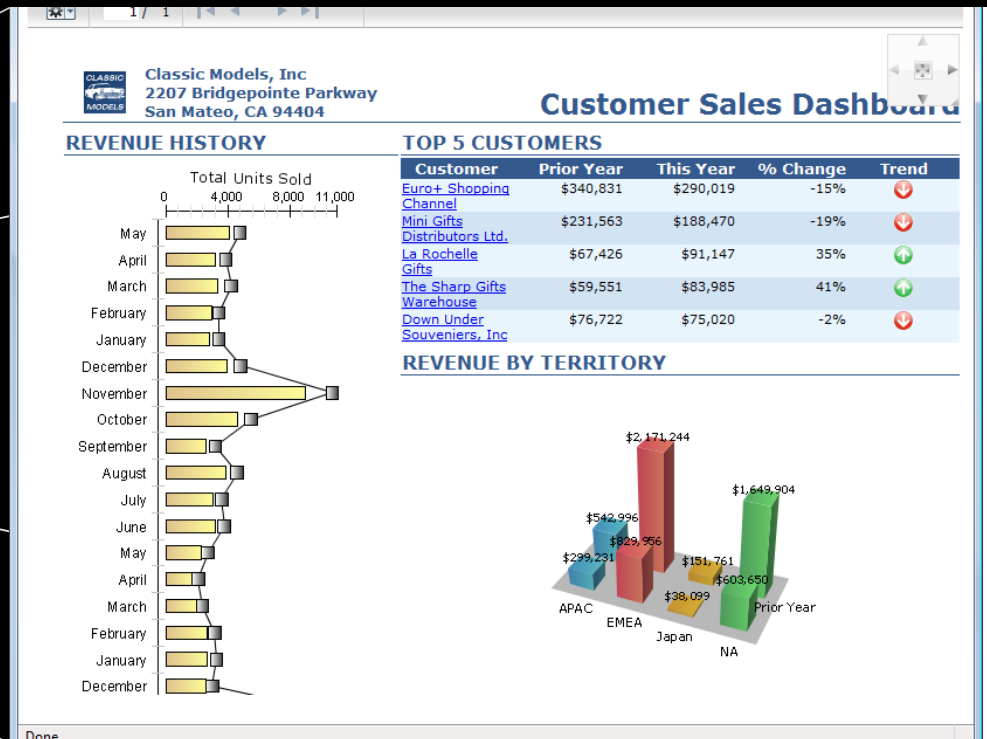 1 / 1
CLASSIC
MODELS
Classic Models, Inc
2207 Bridgepointe Parkway
San Mateo, CA 94404
Customer Sales Dashboard
REVENUE HISTORY
Total Units Sold
0 4,000 8,000 11,000
May
April
March
February
January
December
November
October
September
August
July
June
May
April
March
February
January
December
TOP 5 CUSTOMERS
Customer Prior Year This Year % Change Trend
Euro+ Shopping $340,831 $290,019 -15%
Channel
Mini Gifts $231,563 $188,470 -19%
Distributors Ltd.
La Rochelle $67,426 $91,147 35%
Gifts
The Sharp Gifts $59,551 $83,985 41%
Warehouse
Down Under $76,722 $75,020 -2%
Souveniers, Inc
REVENUE BY TERRITORY
$2,171,244
$1,649,904
$542,996
$829,956
$299,231
$151,761
$603,650
$38,099
APAC
EMEA
Japan
NA
Prior Year
Done